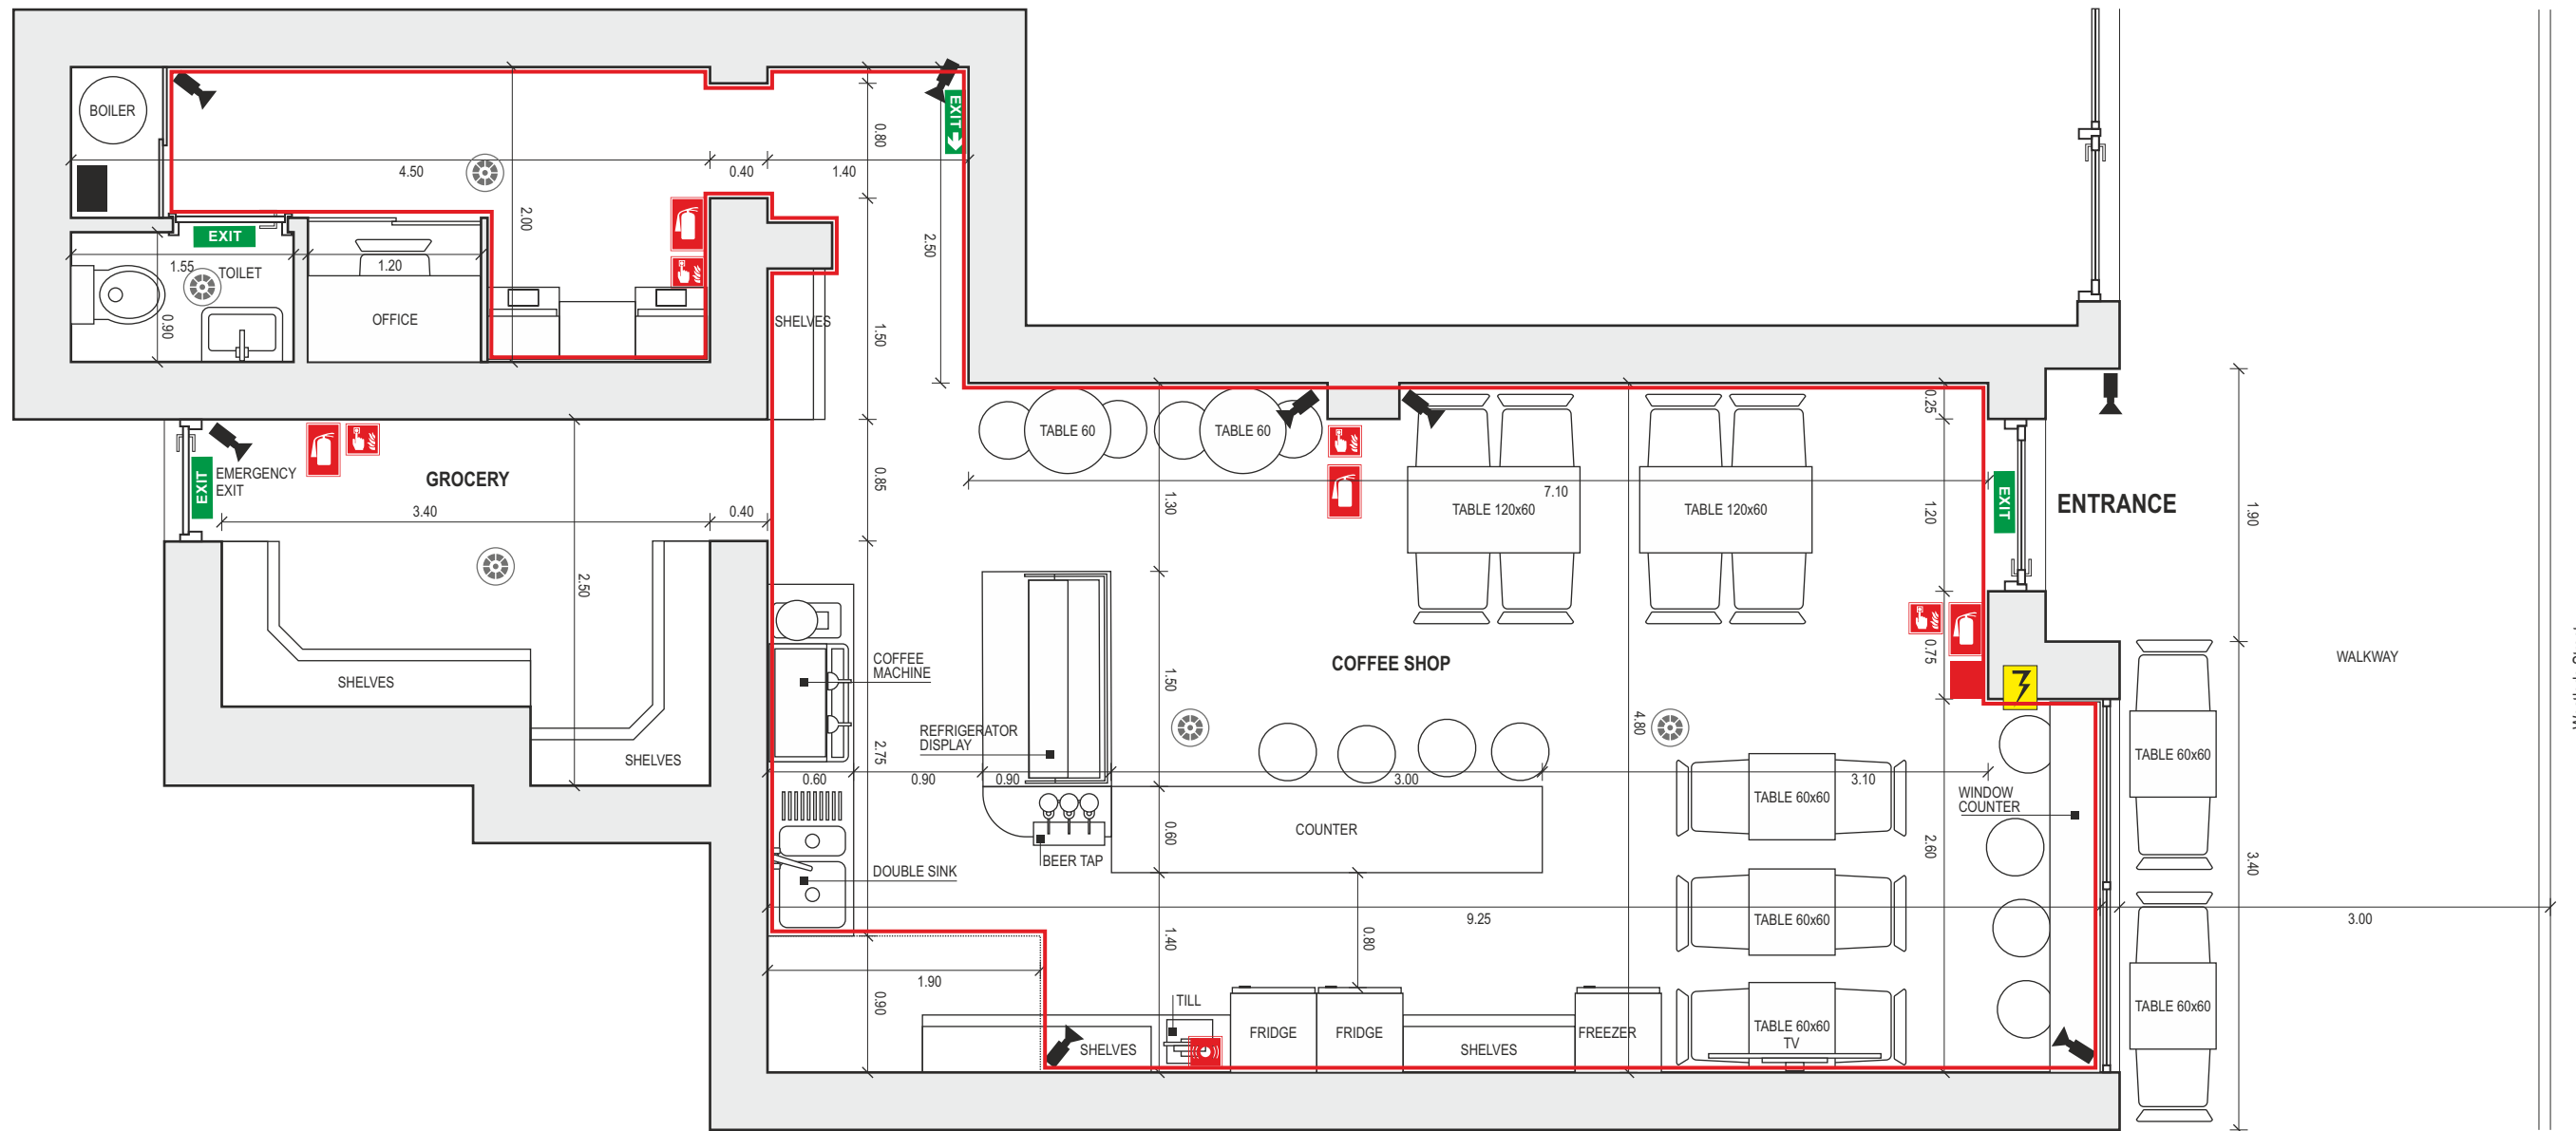 BOILER
EXIT
0.80
4.50
0.40
1.40
2.00
EXIT
2.50
1.55
TOILET
1.20
0.90
OFFICE
SHELVES
1.50
0.25
EMERGENCY
EXIT
EXIT
GROCERY
TABLE 60
TABLE 60
0.85
3.40
0.40
1.30
7.10
TABLE 120x60
TABLE 120x60
1.20
EXIT
ENTRANCE
1.90
2.50
COFFEE
MACHINE
COFFEE SHOP
0.75
WALKWAY
SHELVES
1.50
4.80
REFRIGERATOR
DISPLAY
2.75
SHELVES
TABLE 60x60
0.60
0.90
0.90
3.00
3.10
TABLE 60x60
WINDOW
COUNTER
COUNTER
0.60
2.60
BEER TAP
DOUBLE SINK
3.40
9.25
TABLE 60x60
3.00
1.40
0.80
1.90
0.90
TILL
FRIDGE
FRIDGE
FREEZER
SHELVES
SHELVES
TABLE 60x60
TV
TABLE 60x60